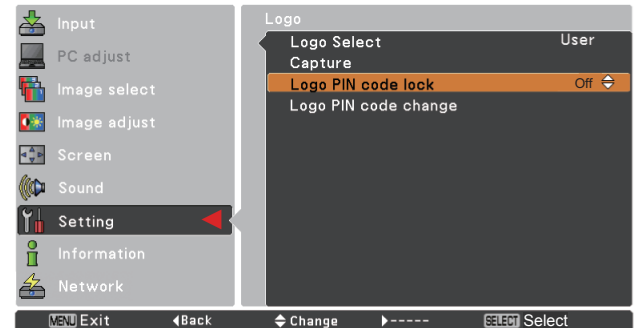 Input
PC adjust
Image select
Image adjust
Screen
Sound
Setting
Information
Network
Logo
Logo Select User
Capture
Logo PIN code lock Off
Logo PIN code change
MENU Exit Back Change ----- SELECT Select